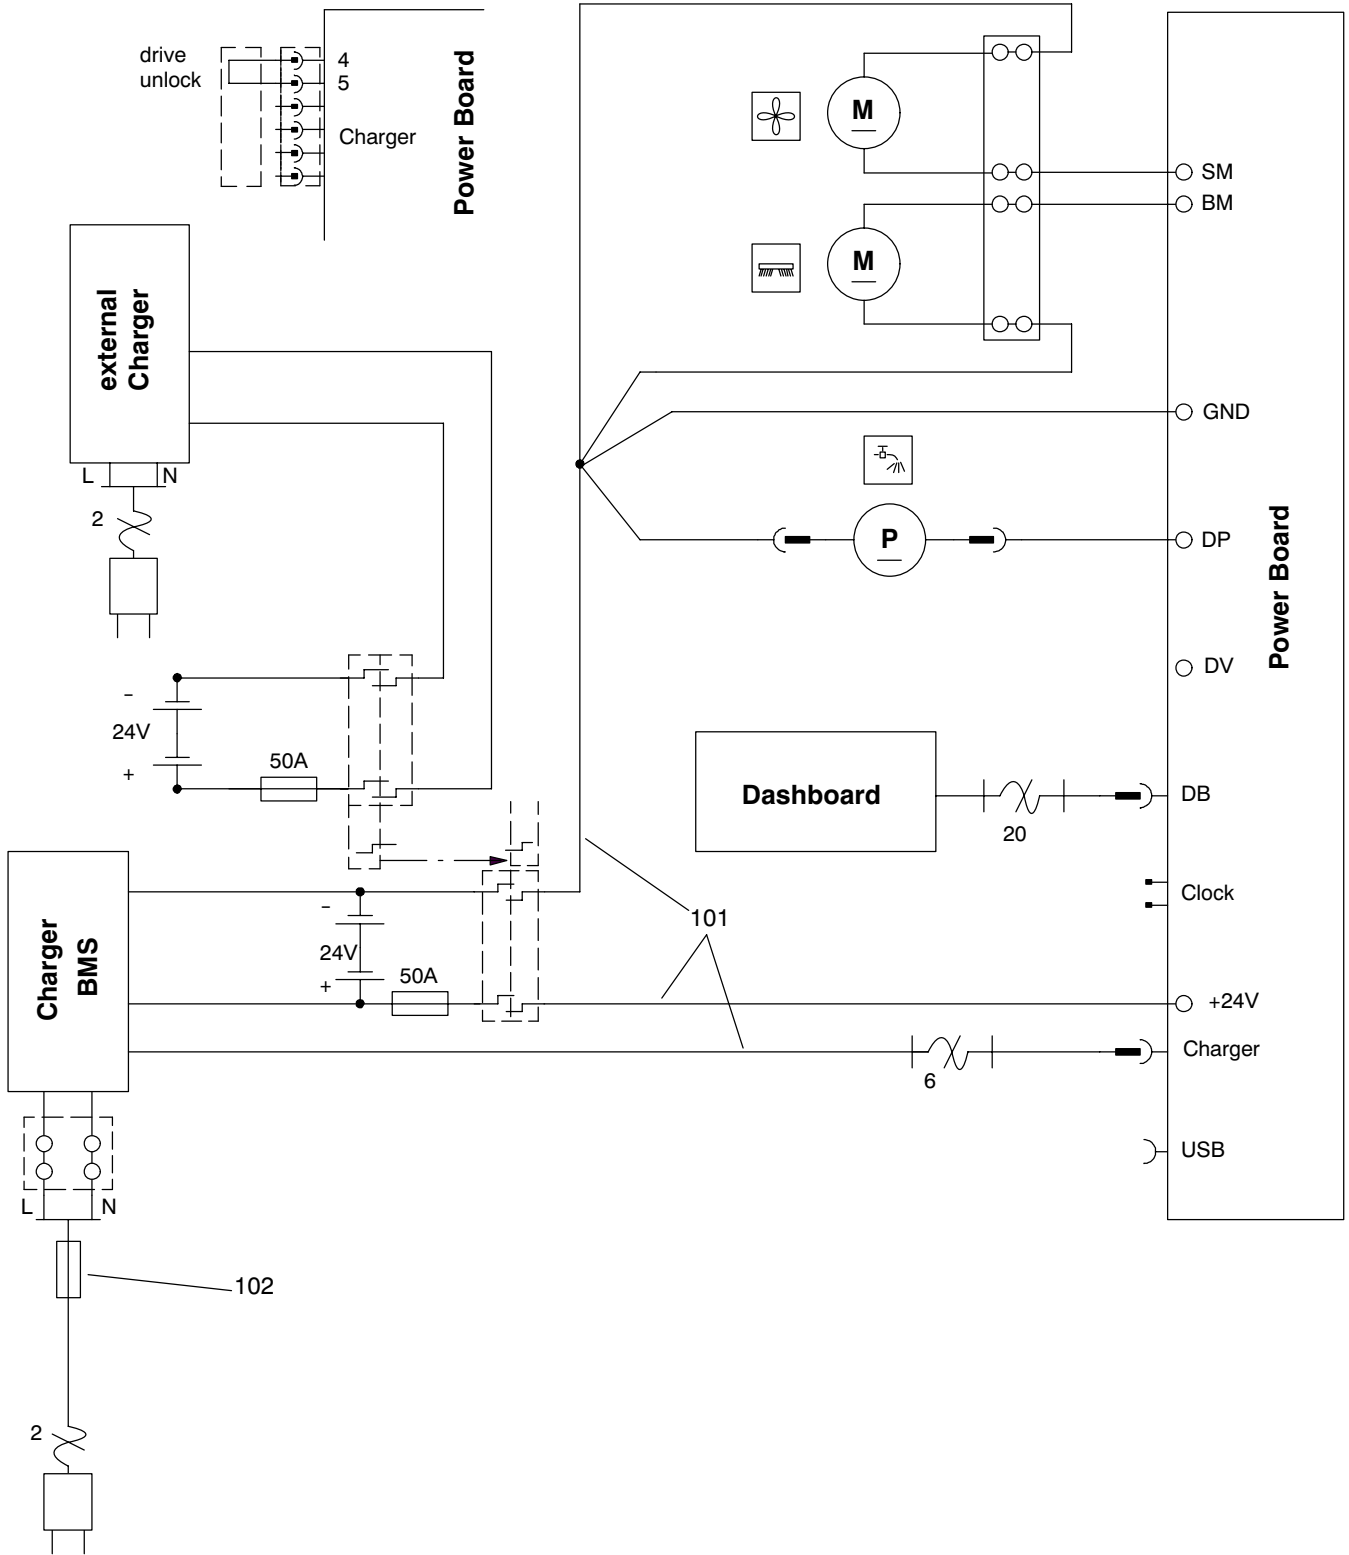 drive
unlock
4
5
Charger
Power Board
M
SM
BM
M
external
Charger
L
N
2
GND
P
DP
Power Board
DV
-
24V
+
50A
Dashboard
20
DB
Clock
101
Charger
BMS
-
24V
+
50A
+24V
Charger
6
USB
L
N
102
2